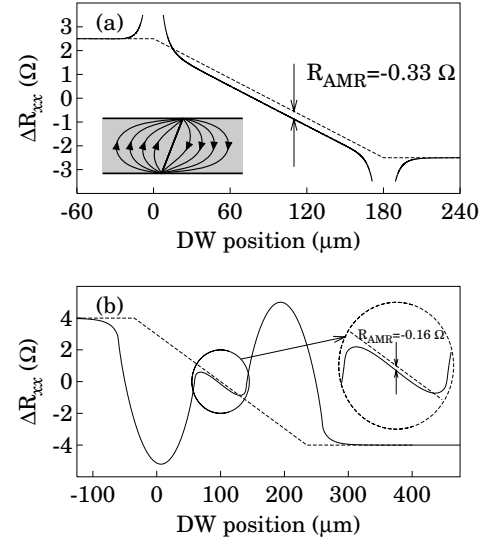 (a)
3
2
1
0
-1
-2
-3
ΔRxx (Ω)
RAMR=-0.33 Ω
-60 0 60 120 180 240
DW position (μm)
(b)
4
2
0
-2
-4
ΔRxx (Ω)
RAMR=-0.16 Ω
-100 0 100 200 300 400
DW position (μm)